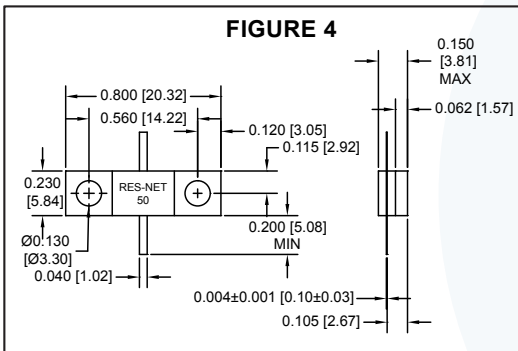 FIGURE 4
0.150
[3.81]
MAX
0.800 [20.32]
0.560 [14.22]
0.062 [1.57]
0.120 [3.05]
0.115 [2.92]
0.230
[5.84]
RES-NET
50
Ø0.130
[Ø3.30]
0.200 [5.08]
MIN
0.040 [1.02]
0.004±0.001 [0.10±0.03]
0.105 [2.67]